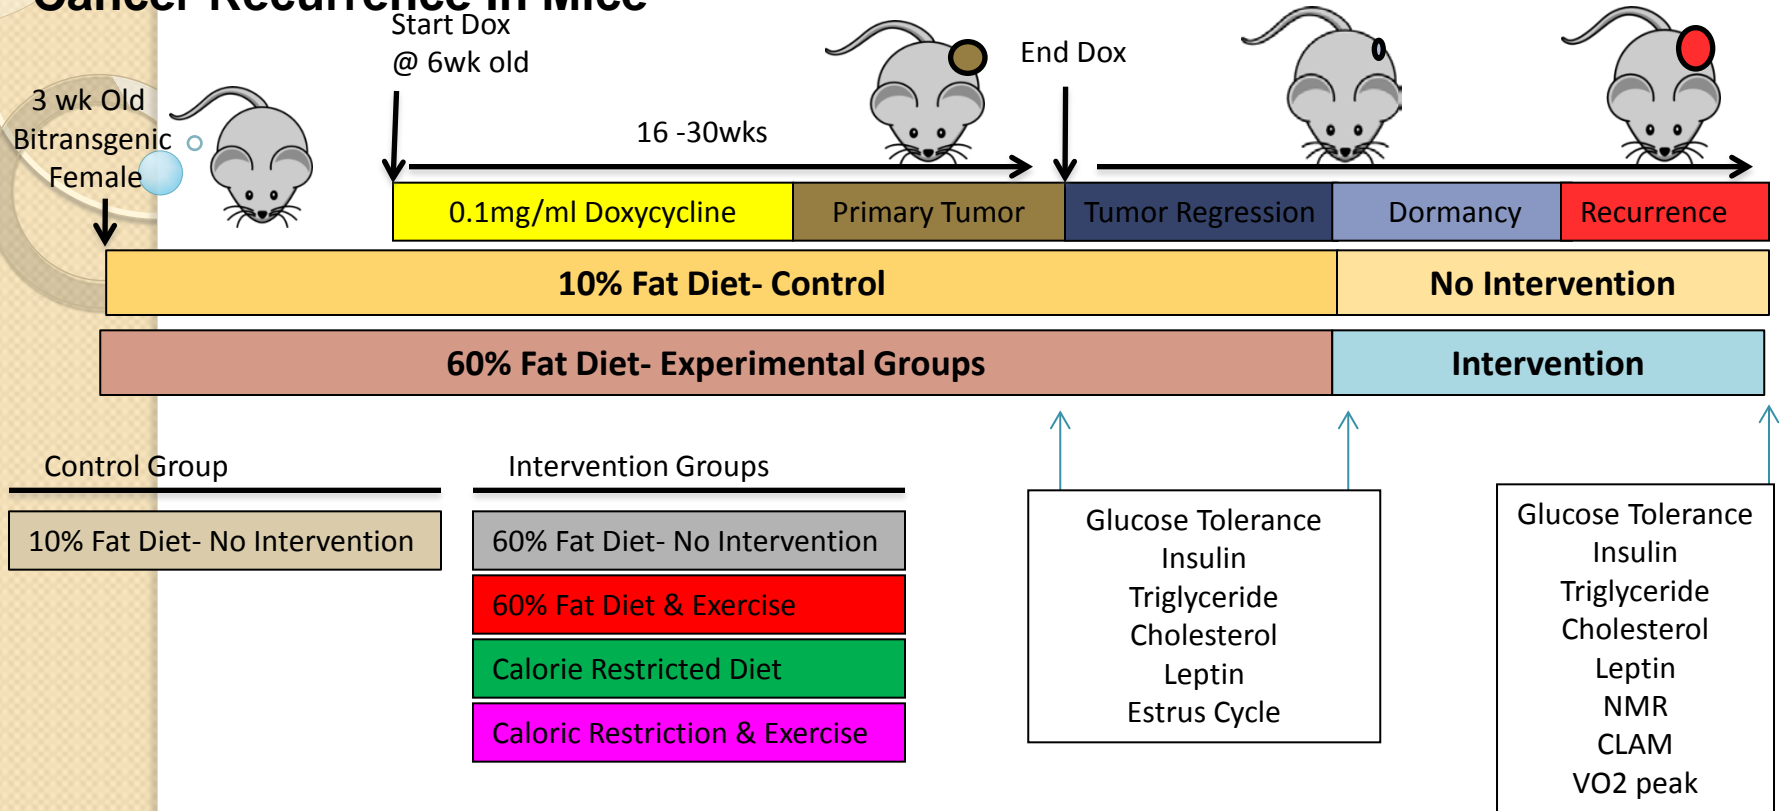 Cancer Recurrence in Mice
Start Dox
@ 6wk old
End Dox
3 wk Old
Bitransgenic
Female
16 -30wks
0.1mg/ml Doxycycline
Primary Tumor
Tumor Regression
Dormancy
Recurrence
10% Fat Diet- Control
No Intervention
60% Fat Diet- Experimental Groups
Intervention
Control Group
10% Fat Diet- No Intervention
Intervention Groups
60% Fat Diet- No Intervention
60% Fat Diet & Exercise
Calorie Restricted Diet
Caloric Restriction & Exercise
Glucose Tolerance
Insulin
Triglyceride
Cholesterol
Leptin
Estrus Cycle
Glucose Tolerance
Insulin
Triglyceride
Cholesterol
Leptin
NMR
CLAM
VO2 peak